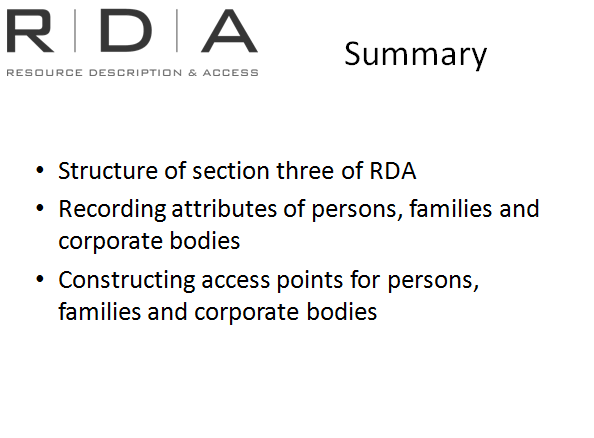 R | D | A
RESOURCE DESCRIPTION & ACCESS
Summary
• Structure of section three of RDA
• Recording attributes of persons, families and
corporate bodies
• Constructing access points for persons,
families and corporate bodies